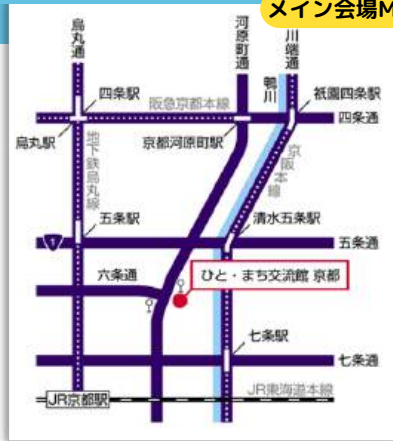 メイン会場M
烏丸通
河原町通
川端通
鴨川
四条駅
阪急京都本線
祇園四条駅
四条通
烏丸駅
京都河原町駅
地下鉄烏丸線
京阪本線
五条駅
清水五条駅
1
五条通
六条通
ひと・まち交流館 京都
七条駅
七条通
JR京都駅
JR東海道本線